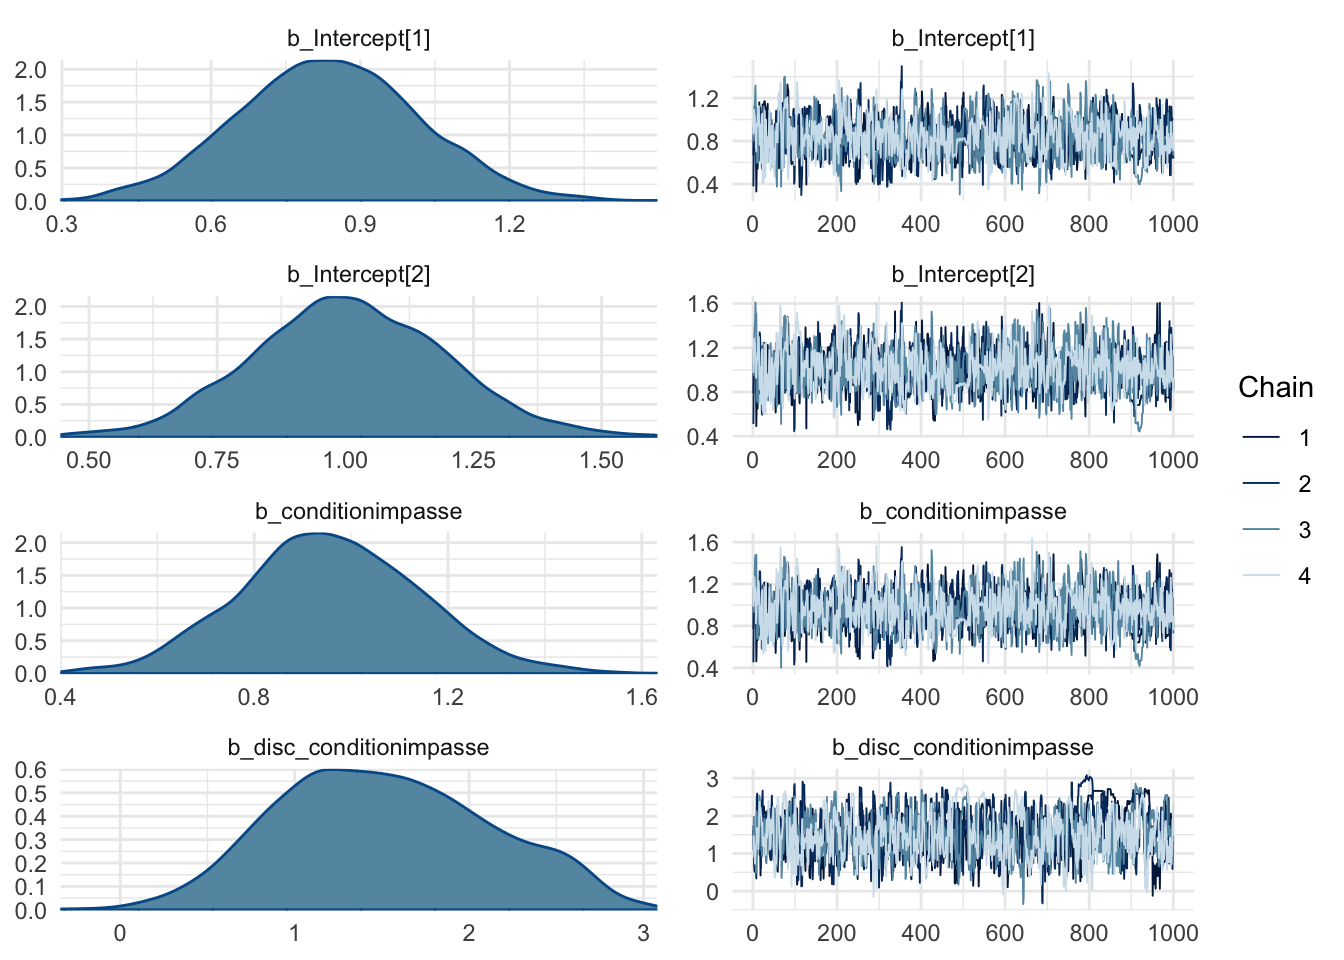 b_Intercept[1]
2.0
1.5
1.0
0.5
0.0
0.3 0.6 0.9 1.2
b_Intercept[1]
1.2
0.8
0.4
0 200 400 600 800 1000
b_Intercept[2]
2.0
1.5
1.0
0.5
0.0
0.50 0.75 1.00 1.25 1.50
b_Intercept[2]
1.6
1.2
0.8
0.4
0 200 400 600 800 1000
b_conditionimpasse
2.0
1.5
1.0
0.5
0.0
0.4 0.8 1.2 1.6
b_conditionimpasse
1.6
1.2
0.8
0.4
0 200 400 600 800 1000
b_disc_conditionimpasse
0.6
0.5
0.4
0.3
0.2
0.1
0.0
0 1 2 3
b_disc_conditionimpasse
3
2
1
0
0 200 400 600 800 1000
Chain
1
2
3
4